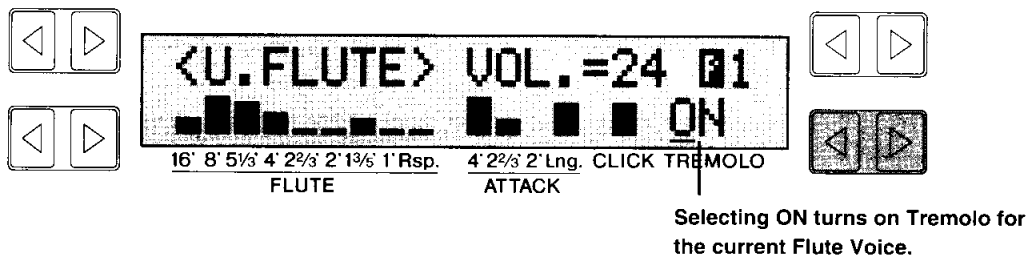 <U.FLUTE> VOL.=24 P1
ON
16' 8' 5⅓' 4' 2⅔' 2' 1⅗' 1' Rsp. 4' 2⅔' 2' Lng. CLICK TREMOLO
FLUTE ATTACK
Selecting ON turns on Tremolo for
the current Flute Voice.